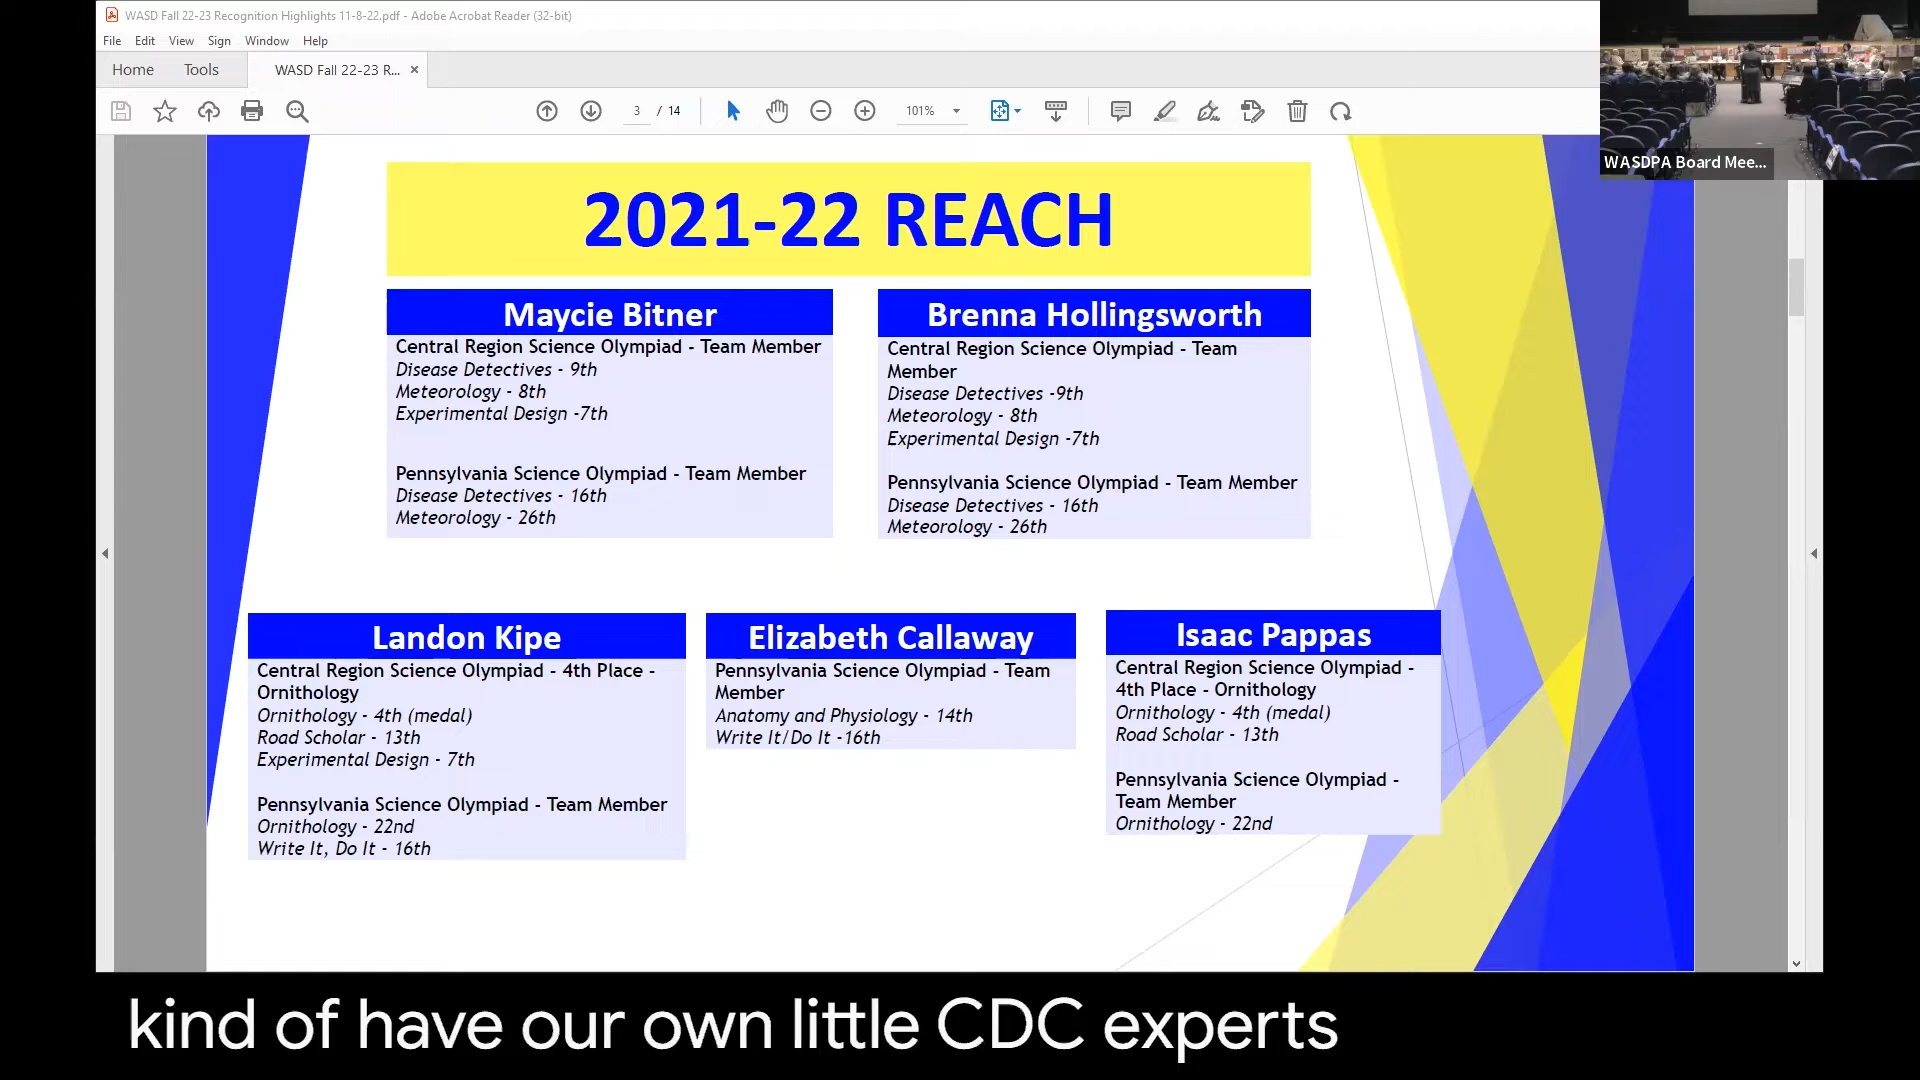 WASD Fall 22-23 Recognition Highlights 11-8-22.pdf - Adobe Acrobat Reader (32-bit)
File Edit View Sign Window Help
Home Tools WASD Fall 22-23 R... ×
3 / 14 101%
WASDPA Board Mee...
2021-22 REACH
Maycie Bitner
Central Region Science Olympiad - Team Member
Disease Detectives - 9th
Meteorology - 8th
Experimental Design -7th
Pennsylvania Science Olympiad - Team Member
Disease Detectives - 16th
Meteorology - 26th
Brenna Hollingsworth
Central Region Science Olympiad - Team
Member
Disease Detectives -9th
Meteorology - 8th
Experimental Design -7th
Pennsylvania Science Olympiad - Team Member
Disease Detectives - 16th
Meteorology - 26th
Landon Kipe
Central Region Science Olympiad - 4th Place -
Ornithology
Ornithology - 4th (medal)
Road Scholar - 13th
Experimental Design - 7th
Pennsylvania Science Olympiad - Team Member
Ornithology - 22nd
Write It, Do It - 16th
Elizabeth Callaway
Pennsylvania Science Olympiad - Team
Member
Anatomy and Physiology - 14th
Write It/Do It -16th
Isaac Pappas
Central Region Science Olympiad -
4th Place - Ornithology
Ornithology - 4th (medal)
Road Scholar - 13th
Pennsylvania Science Olympiad -
Team Member
Ornithology - 22nd
kind of have our own little CDC experts